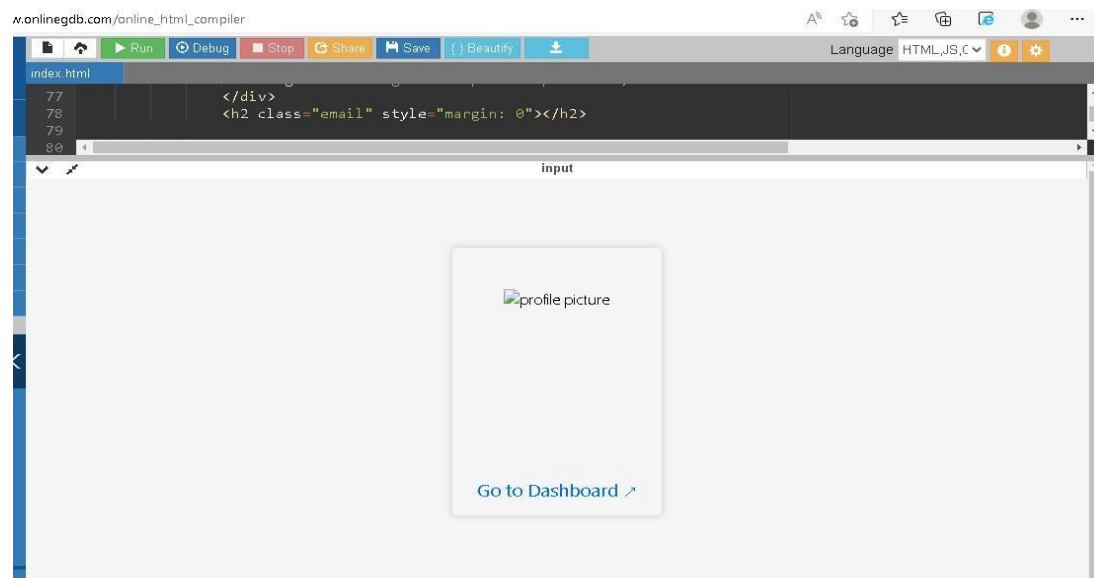 w.onlinegdb.com/online_html_compiler
Run Debug Stop Share Save { } Beautify Language HTML,JS,C
index.html
77 </div>
78 <h2 class="email" style="margin: 0"></h2>
79
80
input
profile picture
Go to Dashboard ↗